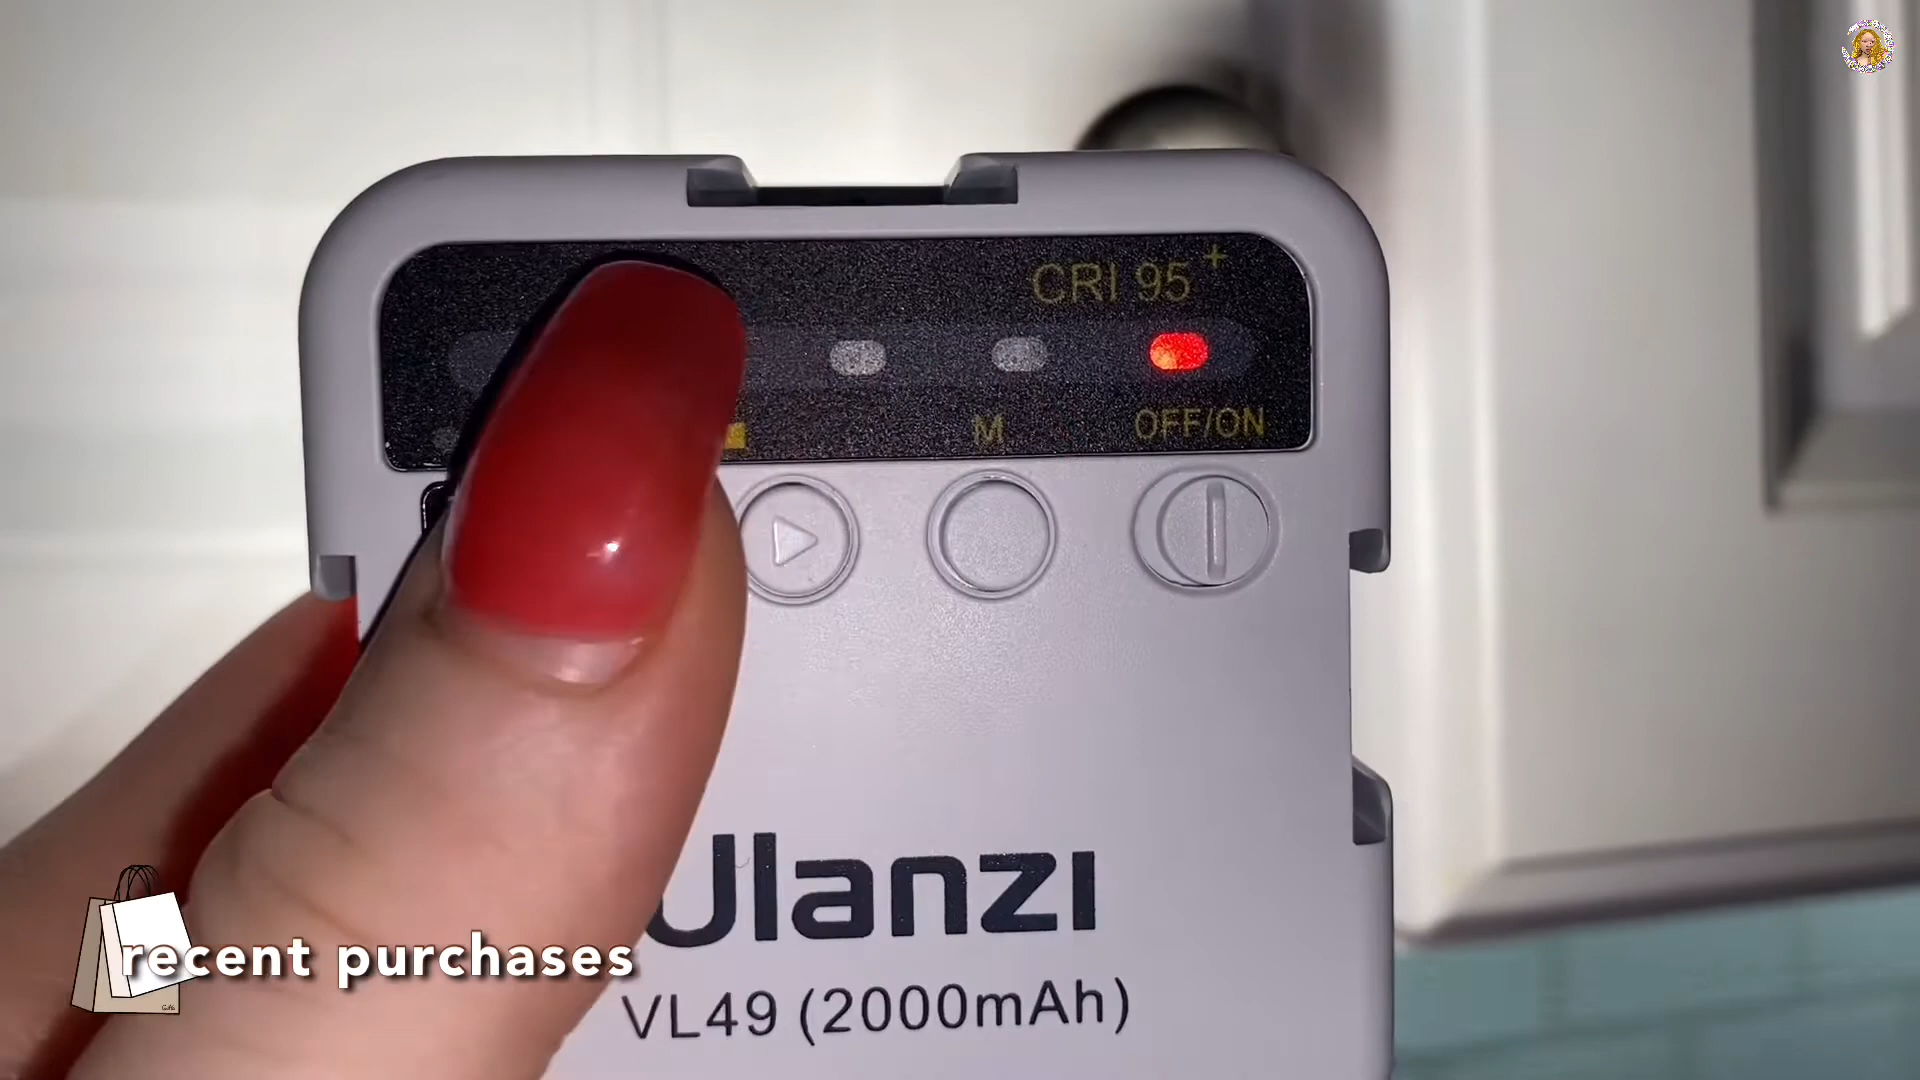 CRI 95+
M OFF/ON
Ulanzi
VL49 (2000mAh)
recent purchases